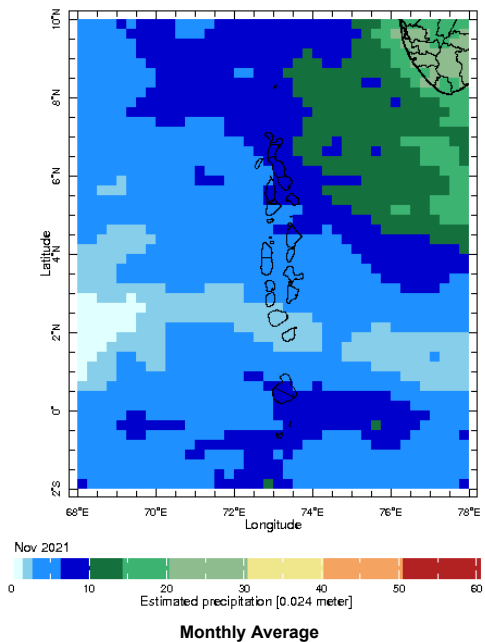 10°N
8°N
6°N
4°N
2°N
0°
2°S
Latitude
68°E 70°E 72°E 74°E 76°E 78°E
Longitude
Nov 2021
0 10 20 30 40 50 60
Estimated precipitation [0.024 meter]
Monthly Average